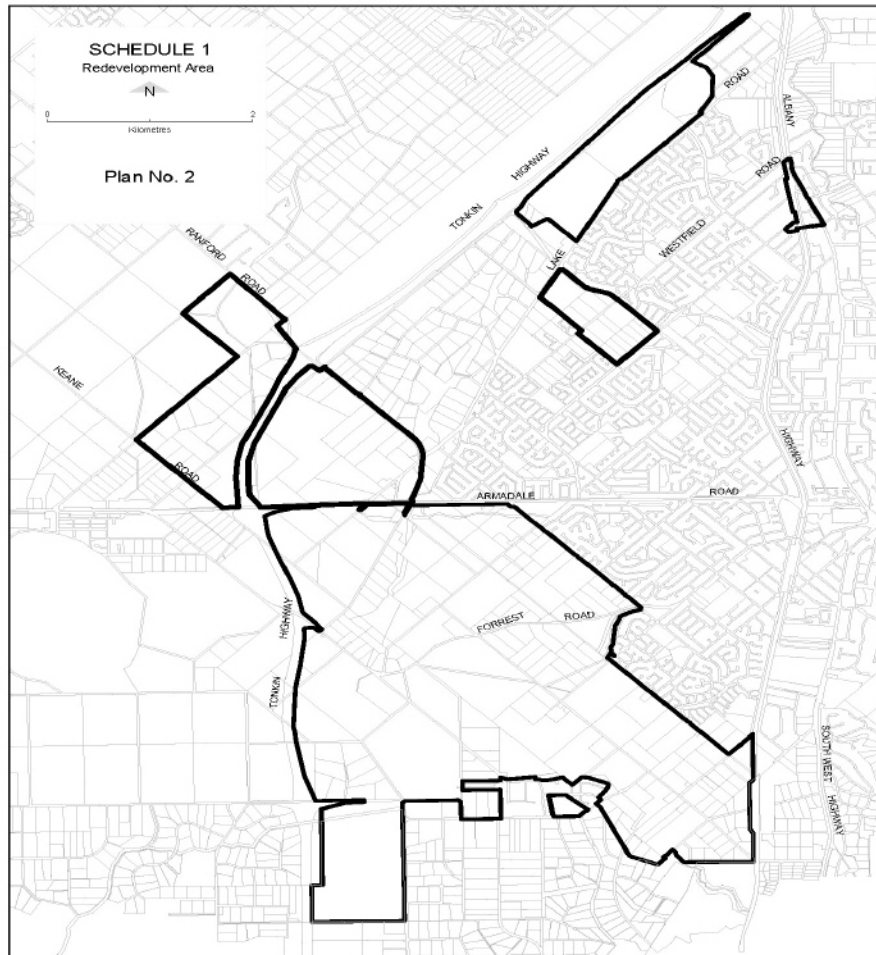 SCHEDULE 1
Redevelopment Area
N
0 2
Kilometres
Plan No. 2
ROAD
ALBANY
HIGHWAY
TONKIN
ROAD
WESTFIELD
LAKE
RANFORD
ROAD
KEANE
ROAD
HIGHWAY
ARMADALE
ROAD
FORREST
ROAD
HIGHWAY
TONKIN
SOUTH WEST
HIGHWAY